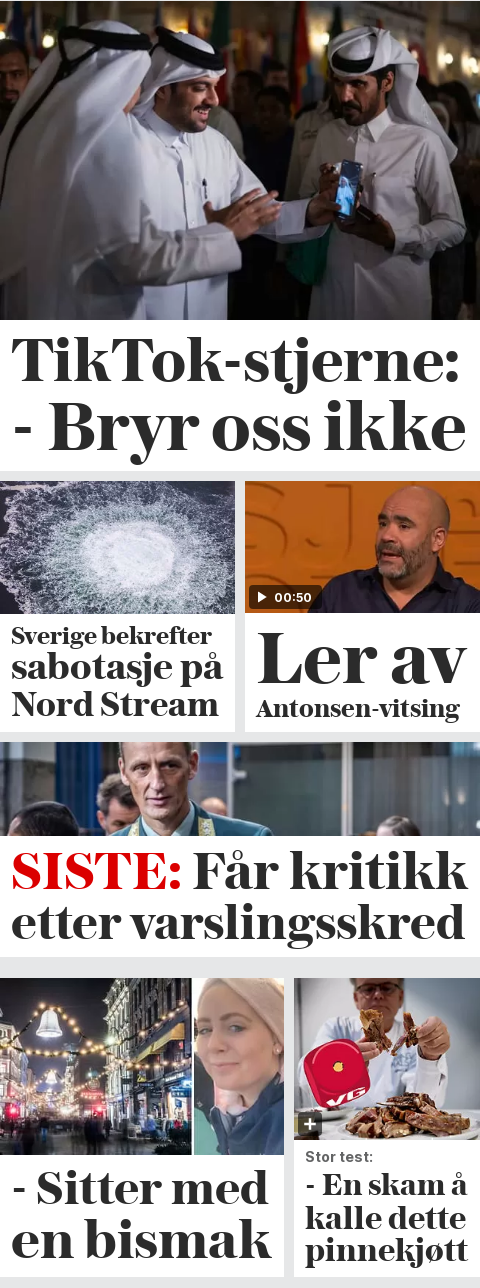 TikTok-stjerne:
- Bryr oss ikke
00:50
Sverige bekrefter
sabotasje på
Nord Stream
Ler av
Antonsen-vitsing
SISTE: Får kritikk
etter varslingsskred
VG
- Sitter med
en bismak
Stor test:
- En skam å
kalle dette
pinnekjøtt